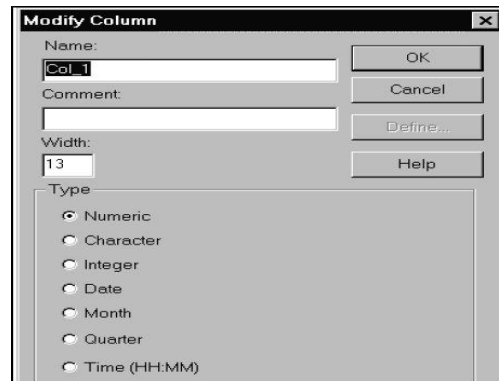 Modify Column
Name:
Col_1
OK
Comment:
Cancel
Define...
Width:
13
Help
Type
Numeric
Character
Integer
Date
Month
Quarter
Time (HH:MM)